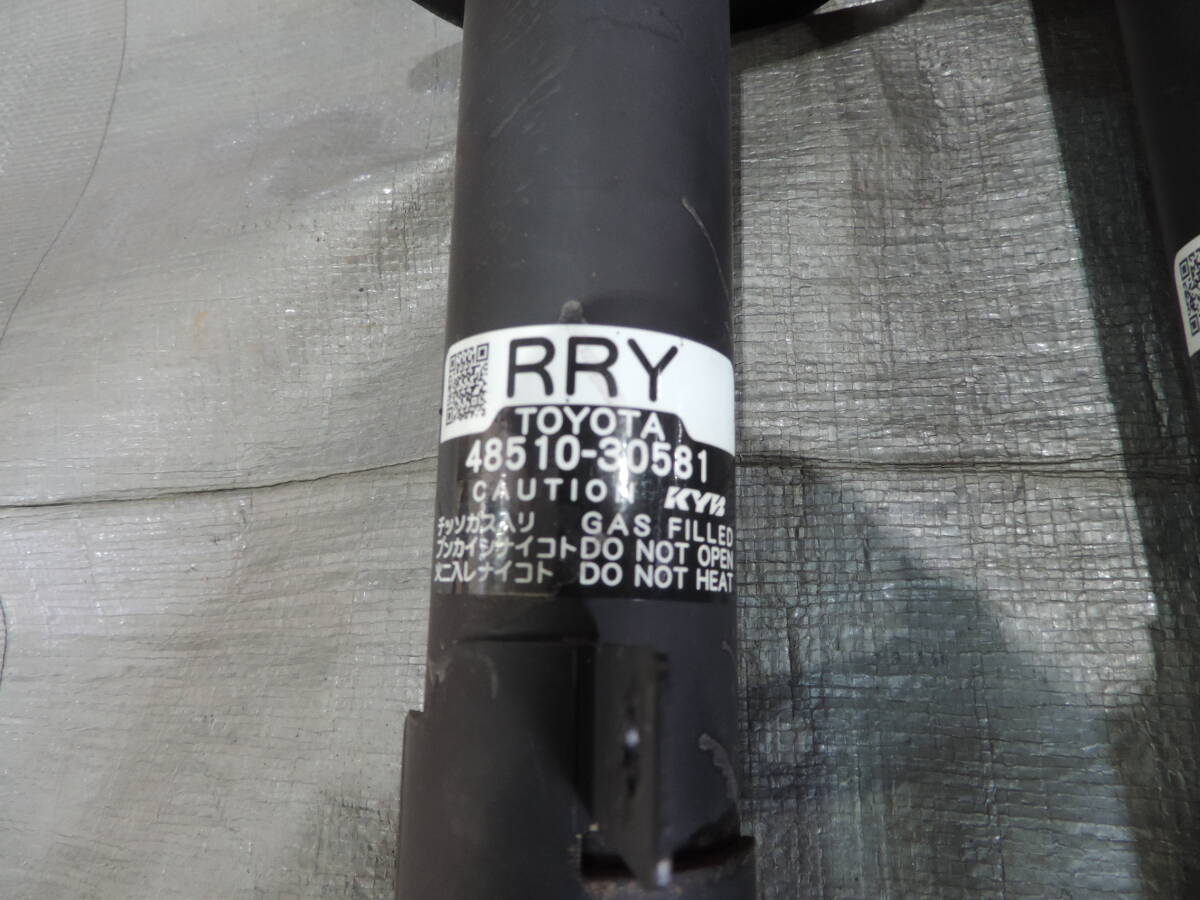 RRY
TOYOTA
48510-30581
CAUTION KYB
チッソガス入リ GAS FILLED
ブンカイシナイコト DO NOT OPEN
火ニ入レナイコト DO NOT HEAT